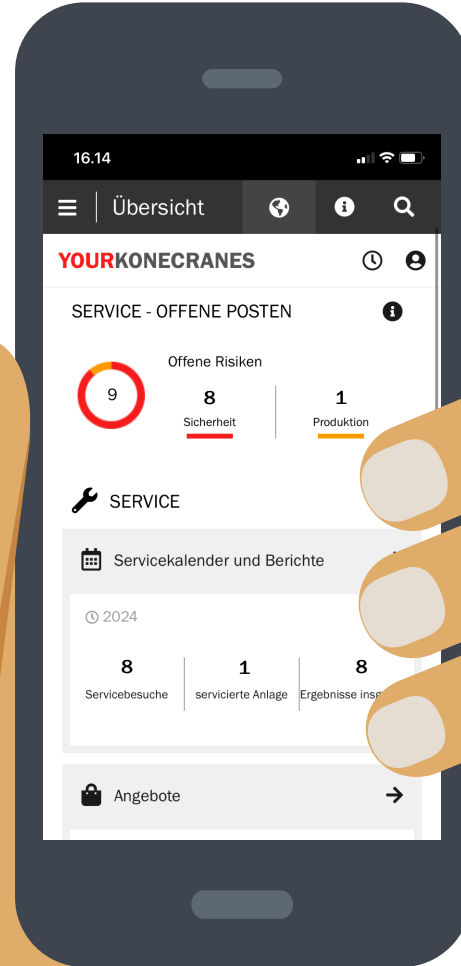 16.14
Übersicht
YOURKONECRANES
SERVICE - OFFENE POSTEN
Offene Risiken
9
8
1
Sicherheit
Produktion
SERVICE
Servicekalender und Berichte
2024
8
1
8
Servicebesuche
servicierte Anlage
Ergebnisse
Angebote